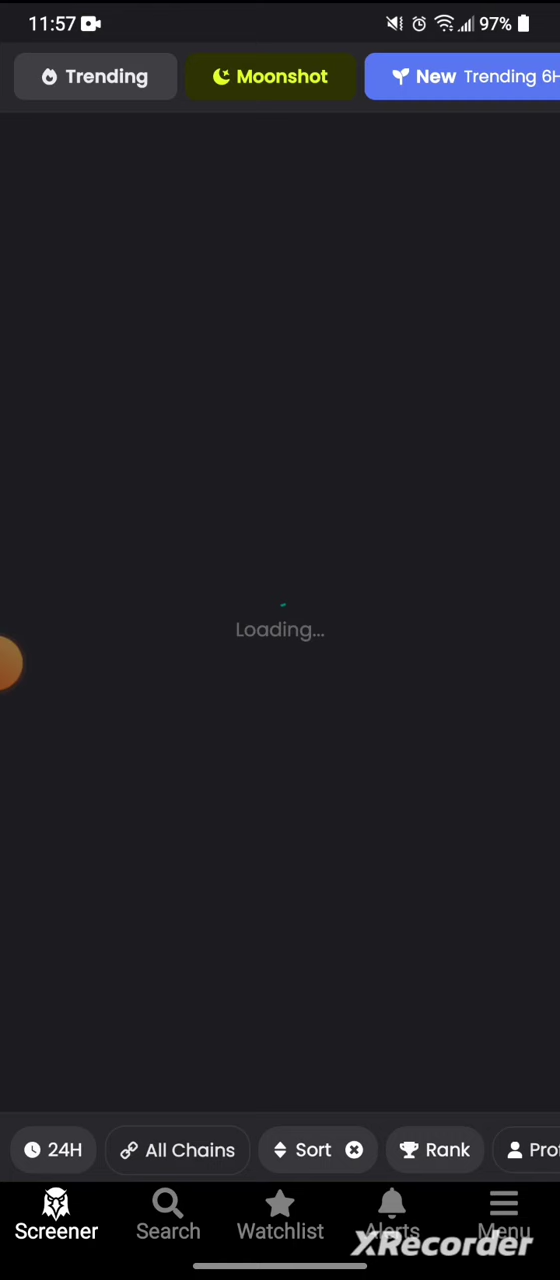 11:57 97%
Trending Moonshot New Trending 6H
Loading...
24H All Chains Sort Rank Prof
Screener Search Watchlist Alerts Menu
XRecorder